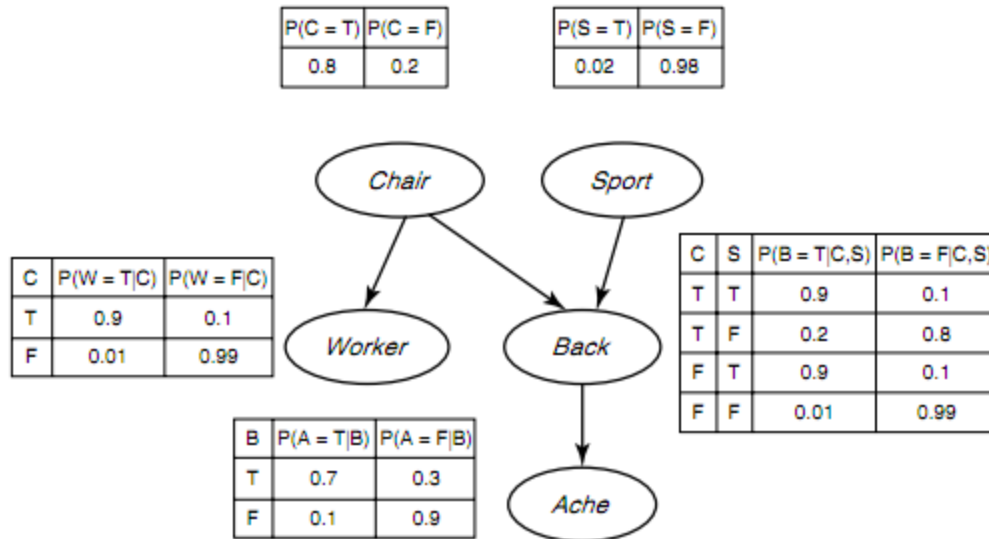 P(C = T) P(C = F) P(S = T) P(S = F)
0.8 0.2 0.02 0.98
Chair Sport
C P(W = T|C) P(W = F|C)
T 0.9 0.1
F 0.01 0.99
Worker Back
C S P(B = T|C,S) P(B = F|C,S)
T T 0.9 0.1
T F 0.2 0.8
F T 0.9 0.1
F F 0.01 0.99
B P(A = T|B) P(A = F|B)
T 0.7 0.3
F 0.1 0.9
Ache